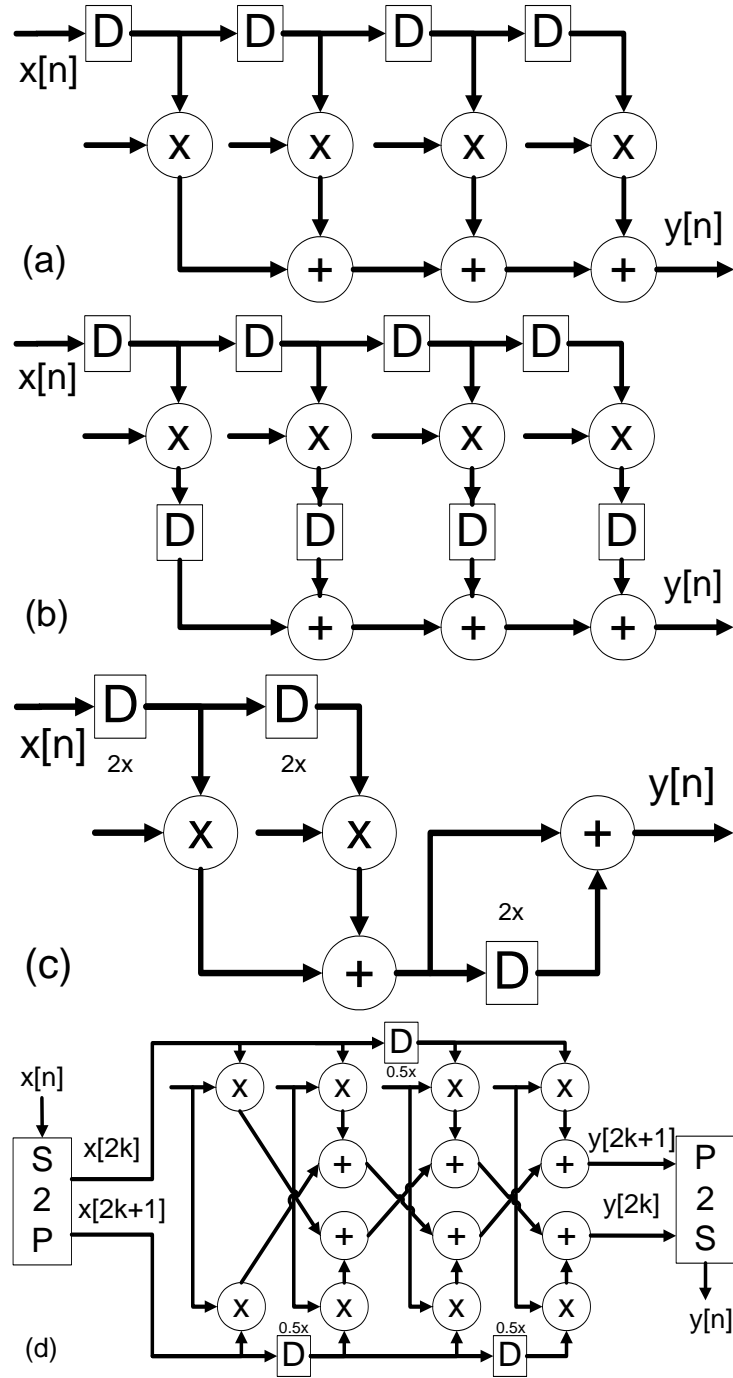 D D D D
x[n]
X X X X
y[n]
(a) + + +
D D D D
x[n]
X X X X
D D D D
y[n]
(b) + + +
D D
x[n] 2x 2x
y[n]
X X +
2x
(c) + D
D
x[n] 0.5x
X X X X
x[2k] y[2k+1]
S + + + P
2 2
x[2k+1] y[2k]
P + + + S
X X X X
y[n]
0.5x 0.5x
(d) D D